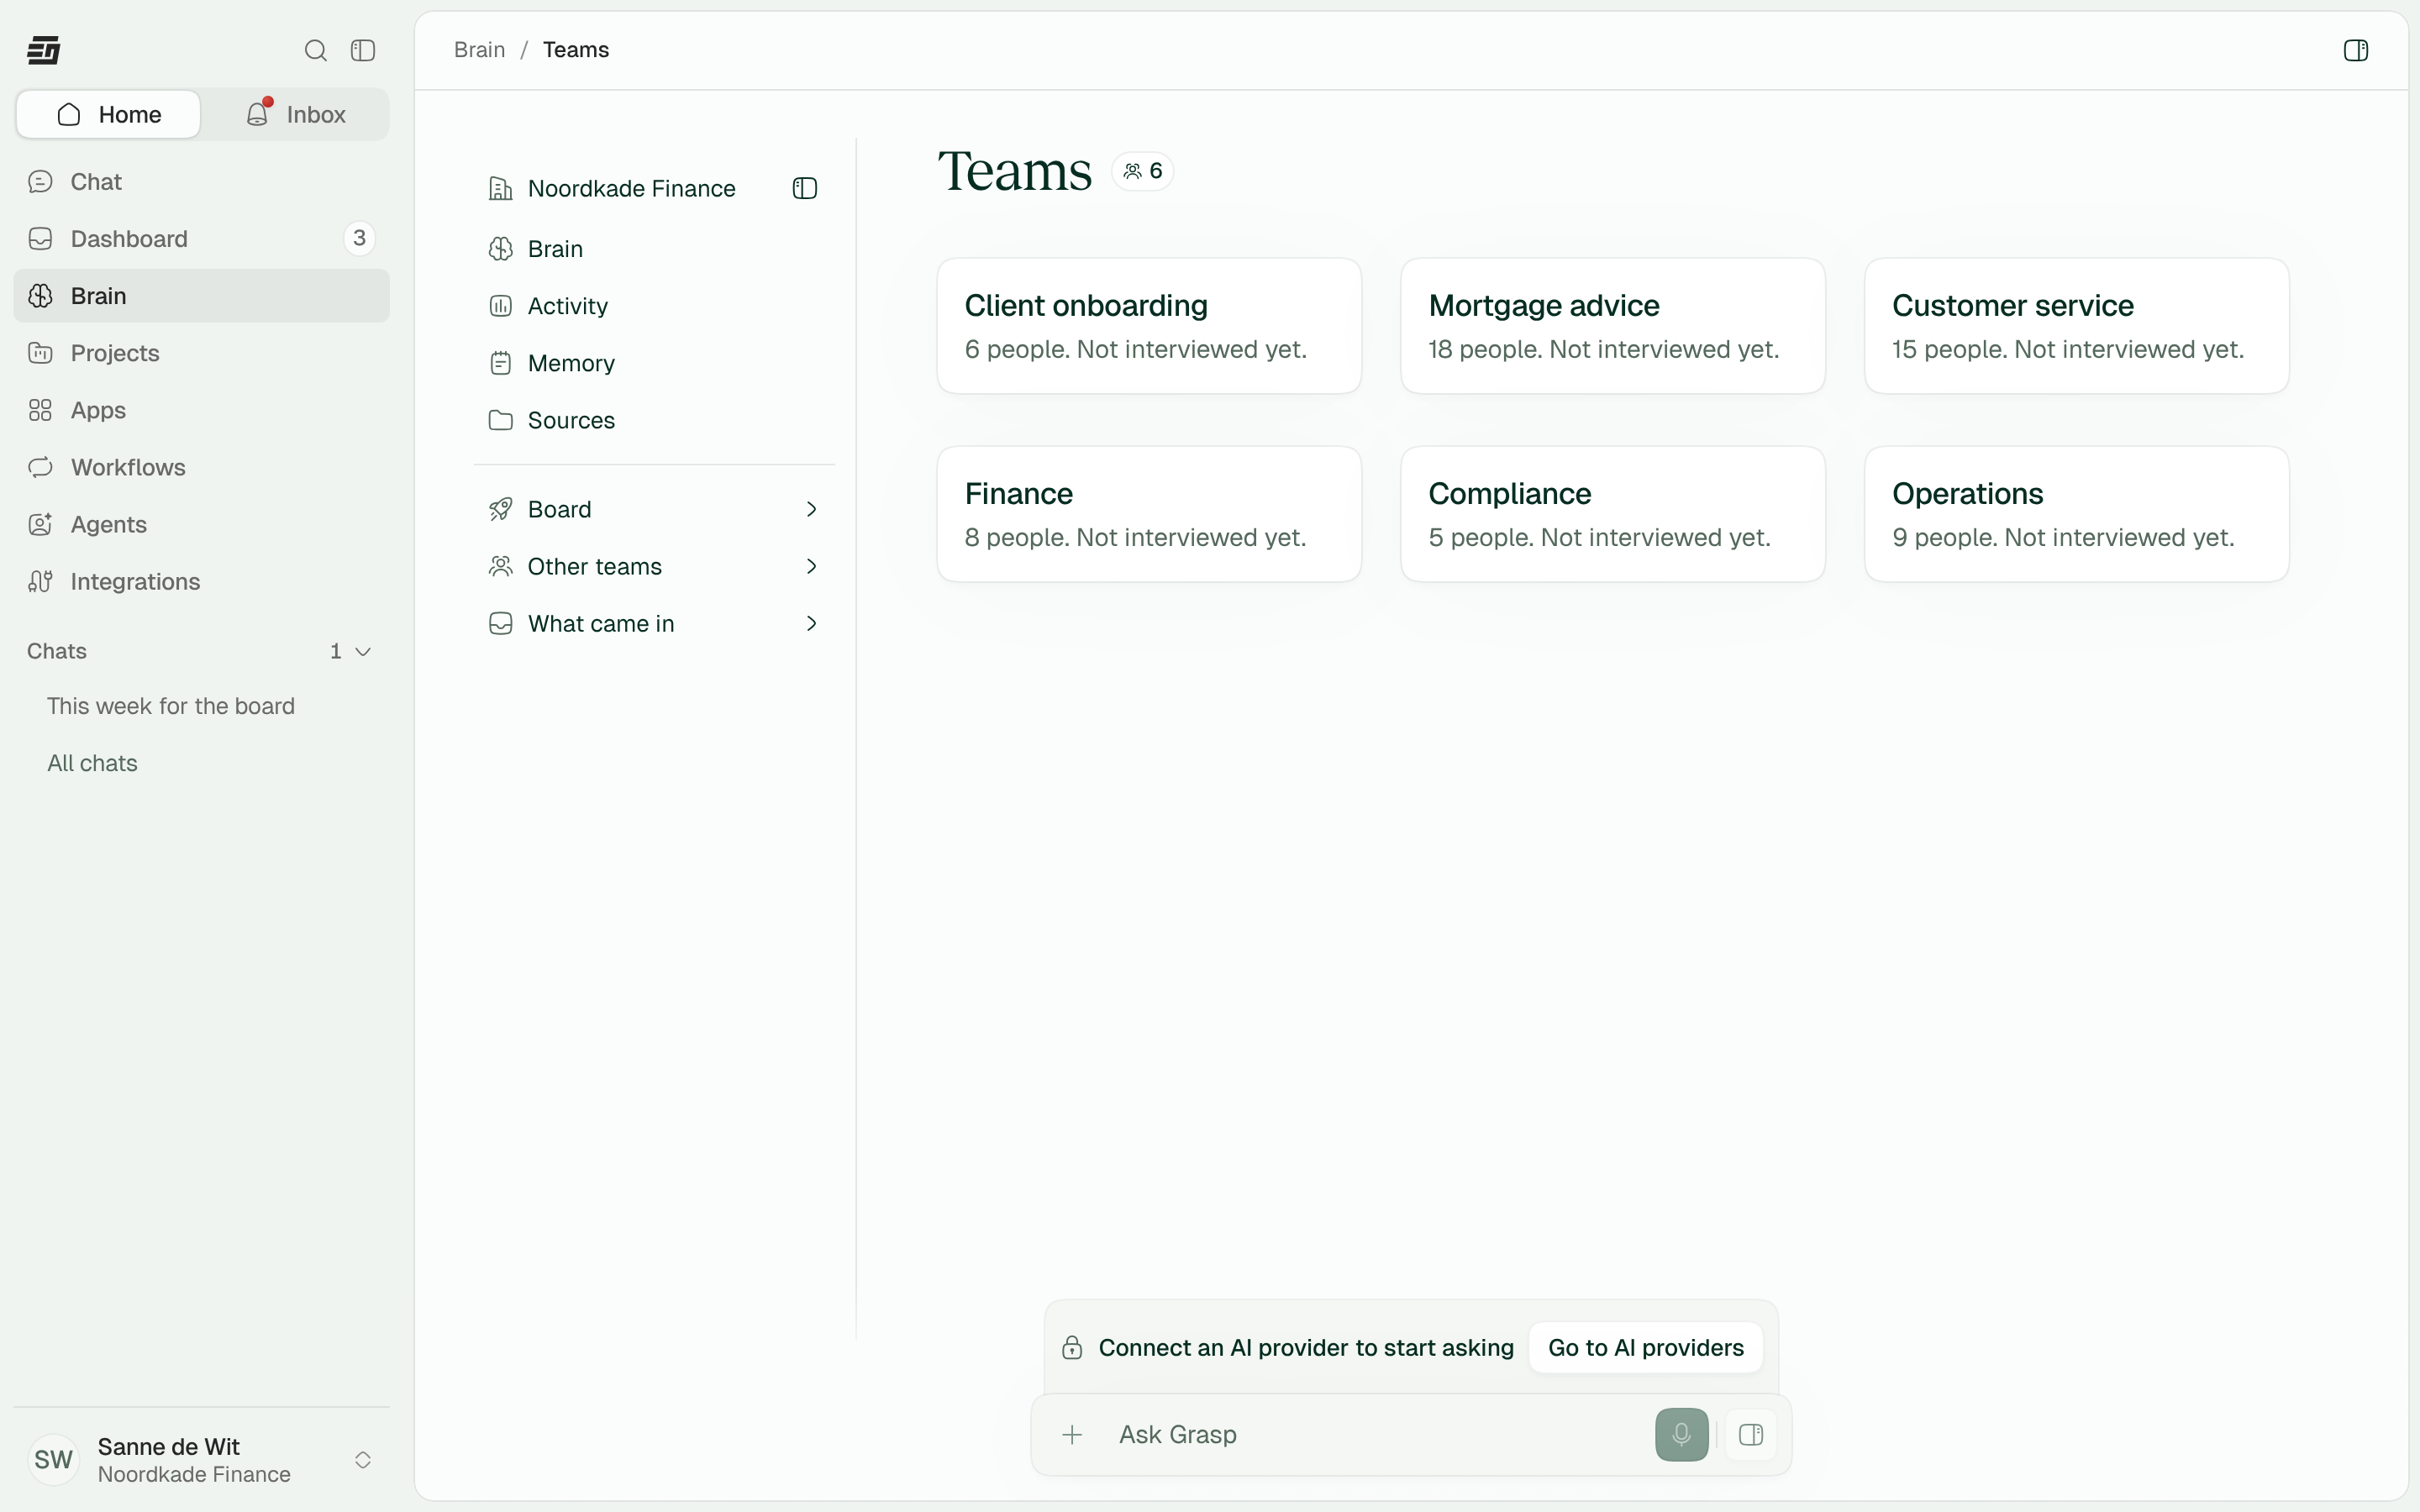 Home
Inbox
Chat
Dashboard
3
Brain
Projects
Apps
Workflows
Agents
Integrations
Chats
1
This week for the board
All chats
SW
Sanne de Wit
Noordkade Finance
Brain / Teams
Noordkade Finance
Brain
Activity
Memory
Sources
Board
Other teams
What came in
Teams
6
Client onboarding
6 people. Not interviewed yet.
Mortgage advice
18 people. Not interviewed yet.
Customer service
15 people. Not interviewed yet.
Finance
8 people. Not interviewed yet.
Compliance
5 people. Not interviewed yet.
Operations
9 people. Not interviewed yet.
Connect an AI provider to start asking
Go to AI providers
Ask Grasp